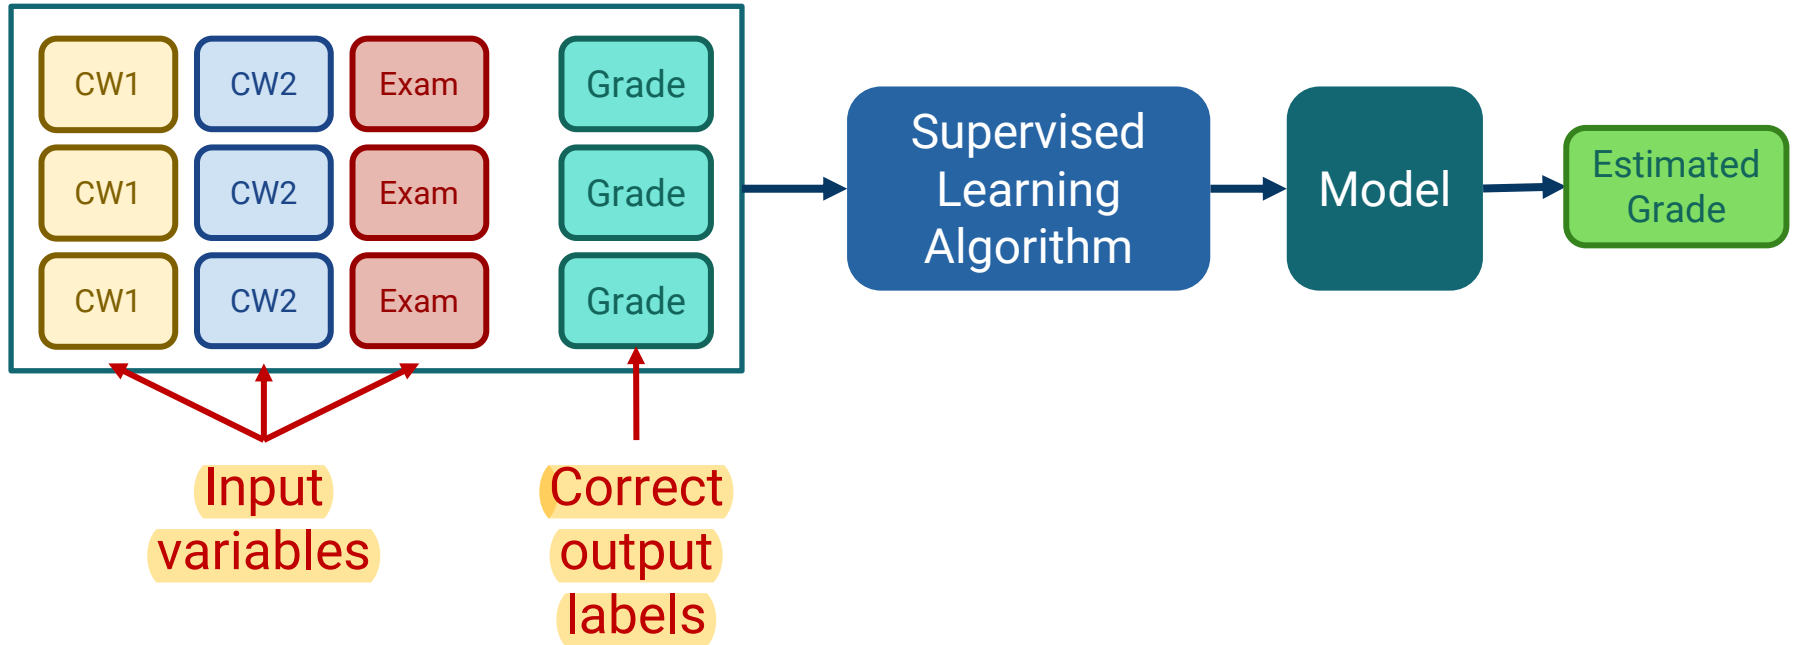 CW1 CW2 Exam Grade
CW1 CW2 Exam Grade
CW1 CW2 Exam Grade
Supervised
Learning
Algorithm
Model
Estimated
Grade
Input
variables
Correct
output
labels